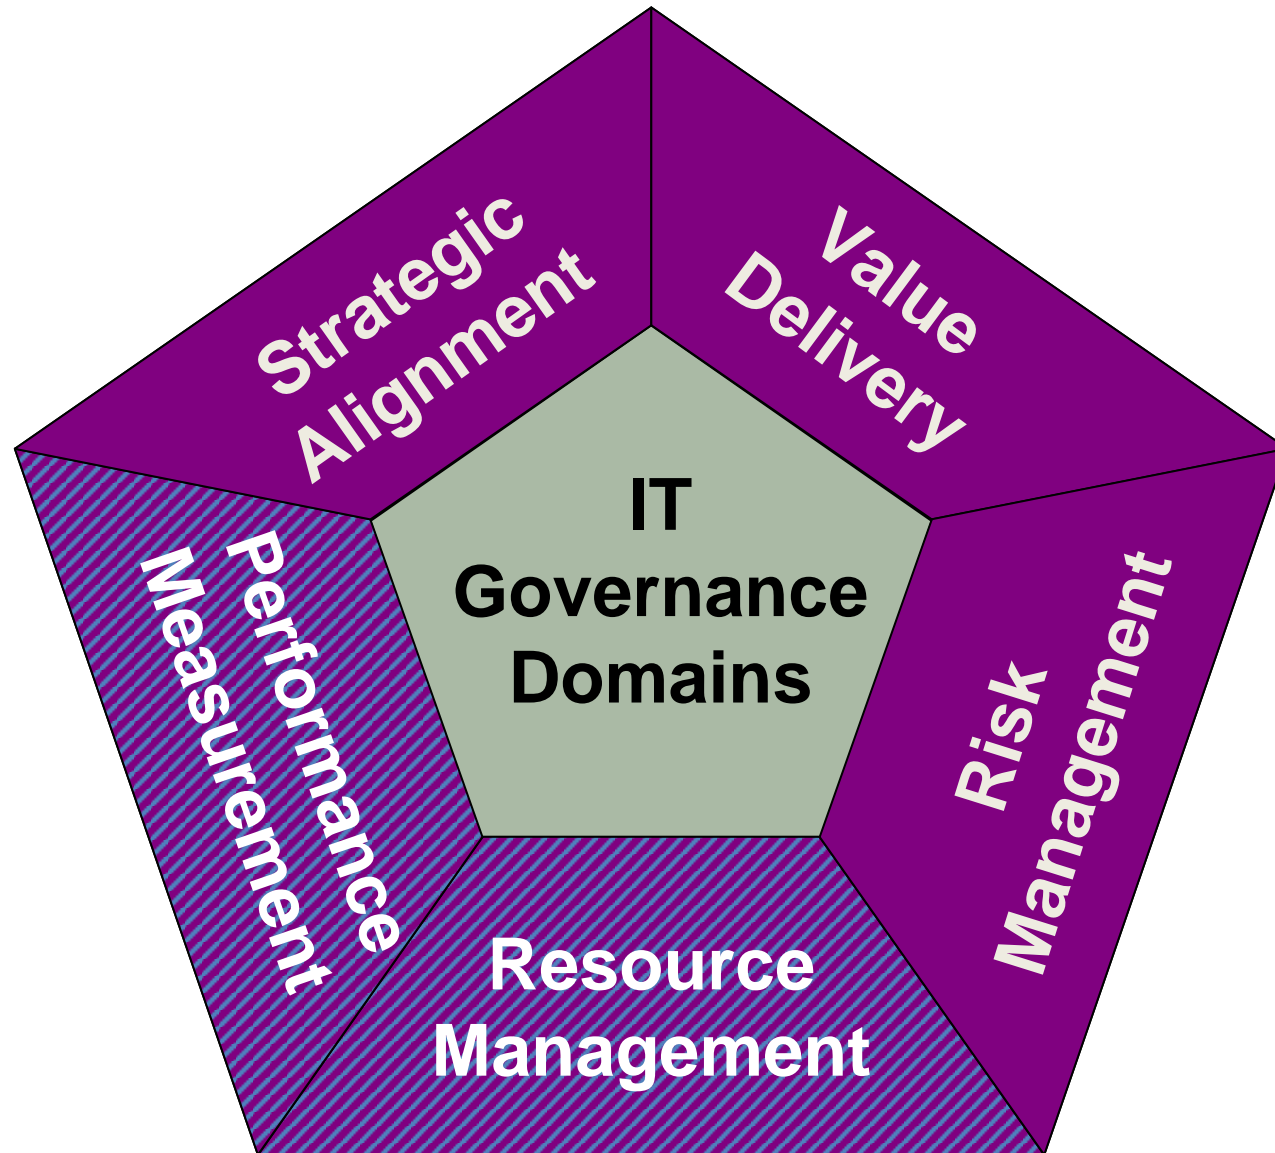 Strategic
Alignment
Value
Delivery
IT
Governance
Domains
Performance
Measurement
Risk
Management
Resource
Management